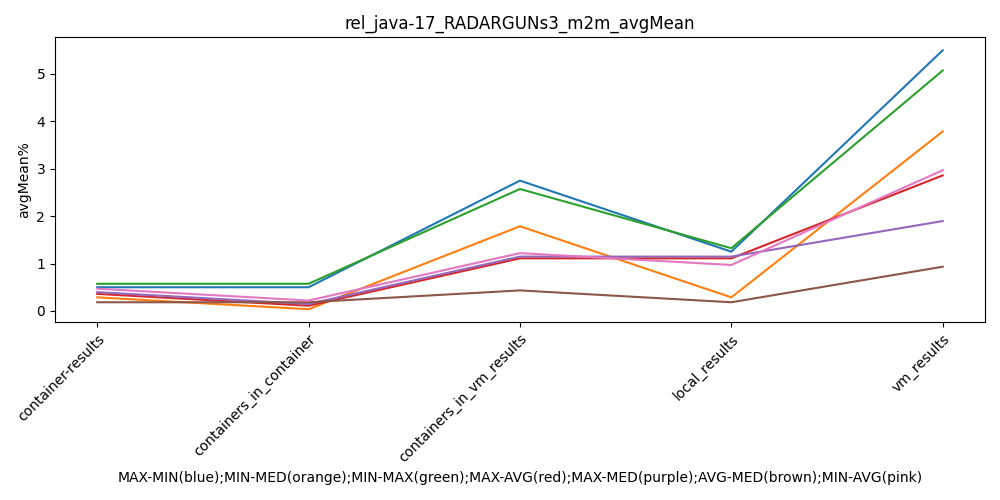 rel_java-17_RADARGUNs3_m2m_avgMean
avgMean%
5
4
3
2
1
0
container-results
containers_in_container
containers_in_vm_results
local_results
vm_results
MAX-MIN(blue);MIN-MED(orange);MIN-MAX(green);MAX-AVG(red);MAX-MED(purple);AVG-MED(brown);MIN-AVG(pink)